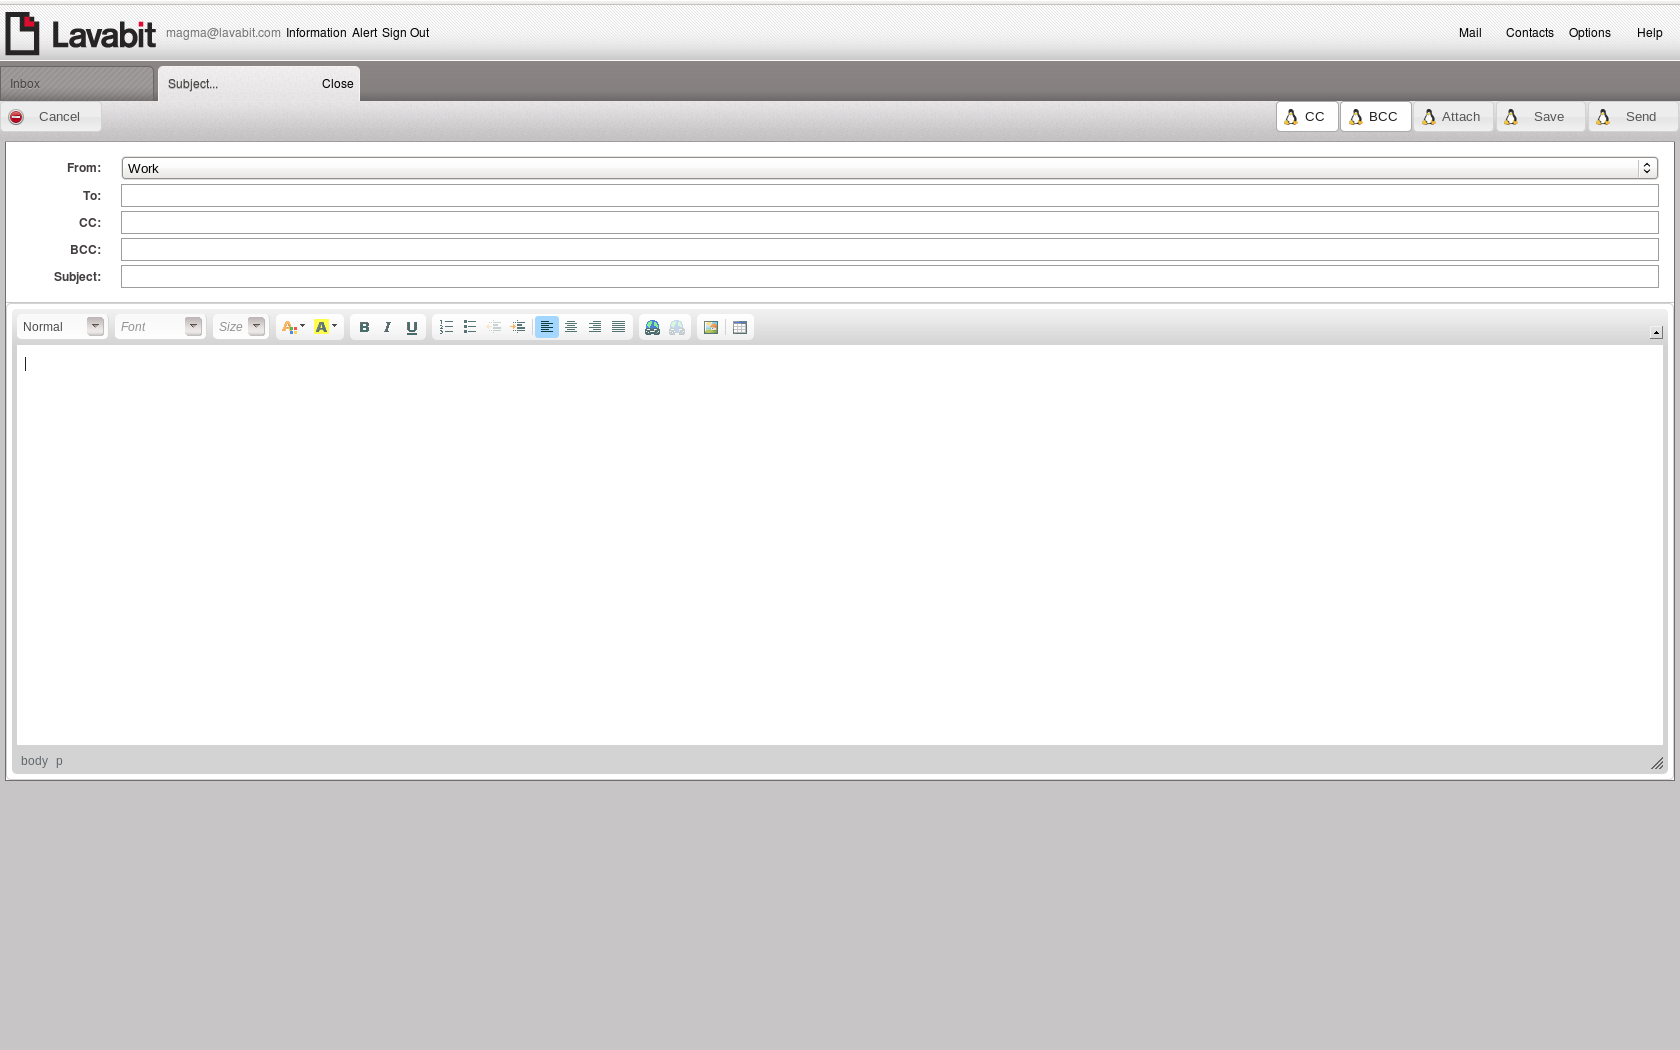 Lavabit magma@lavabit.com Information Alert Sign Out Mail Contacts Options Help
Inbox Subject... Close
Cancel CC BCC Attach Save Send
From: Work
To:
CC:
BCC:
Subject:
Normal Font Size A A B I U
body p